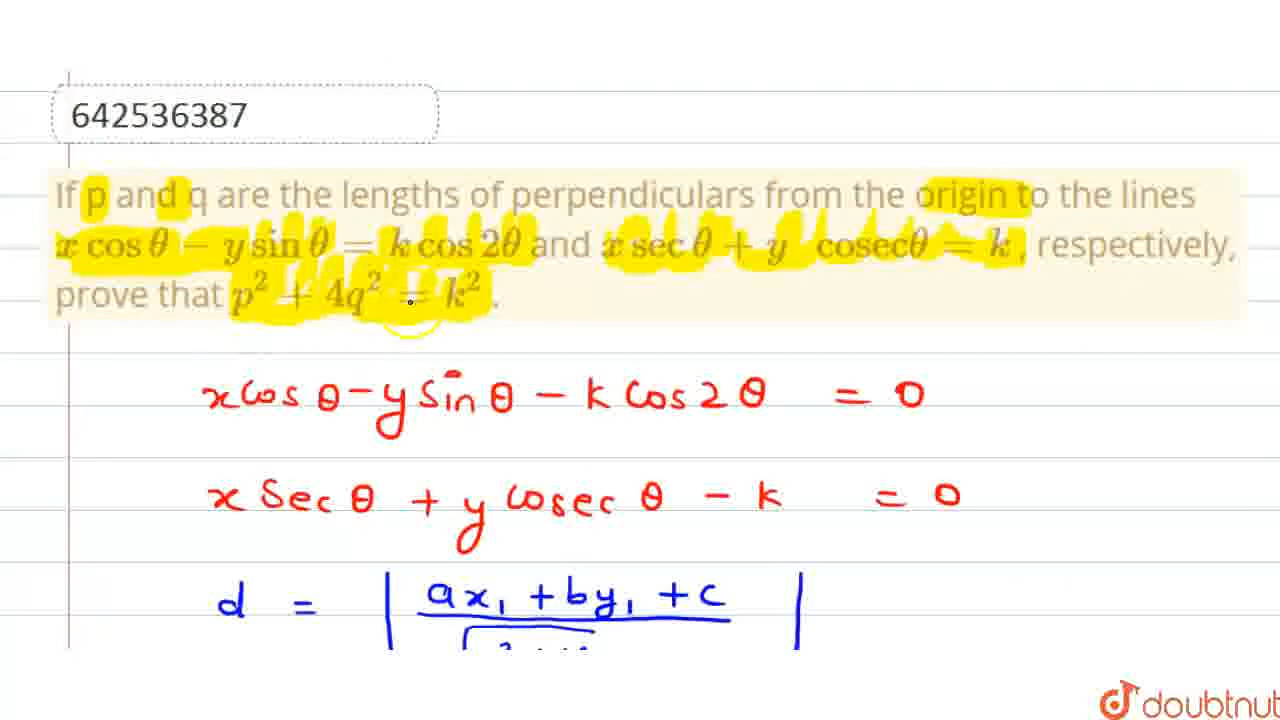 642536387
If p and q are the lengths of perpendiculars from the origin to the lines
x cos θ − y sin θ = k cos 2θ and x sec θ + y cosecθ = k , respectively,
prove that p² + 4q² = k² .
x cos θ − y sin θ − k cos 2 θ = 0
x Sec θ + y cosec θ − k = 0
d = | ax₁ + by₁ + c |
doubtnut